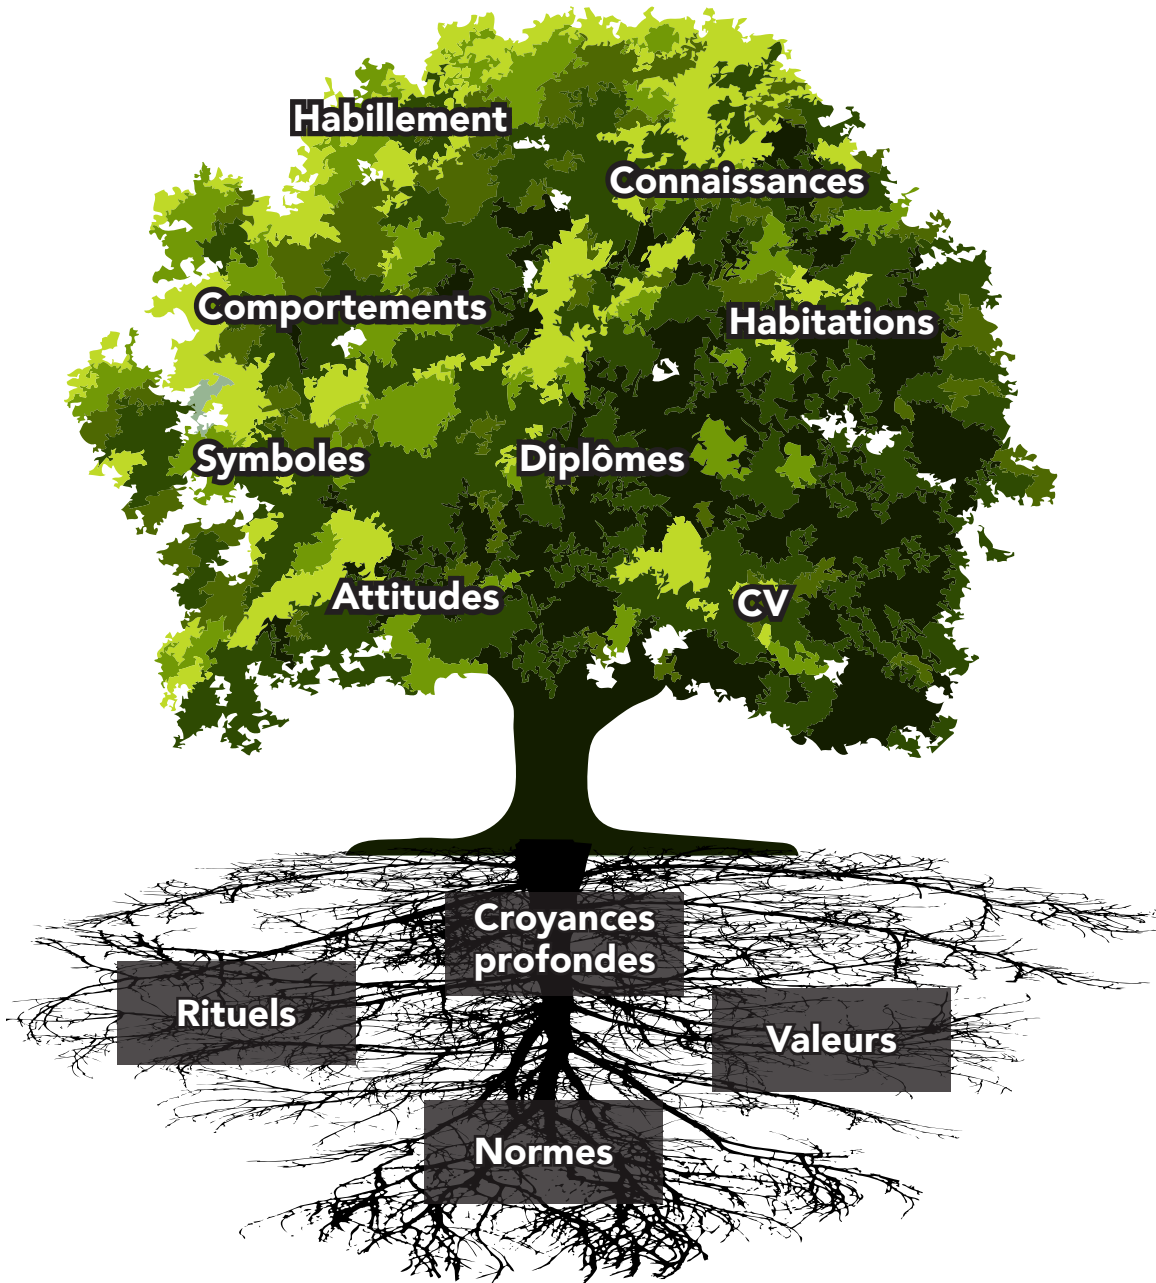 Habillement
Connaissances
Comportements
Habitations
Symboles
Diplômes
Attitudes
CV
Croyances
profondes
Rituels
Valeurs
Normes